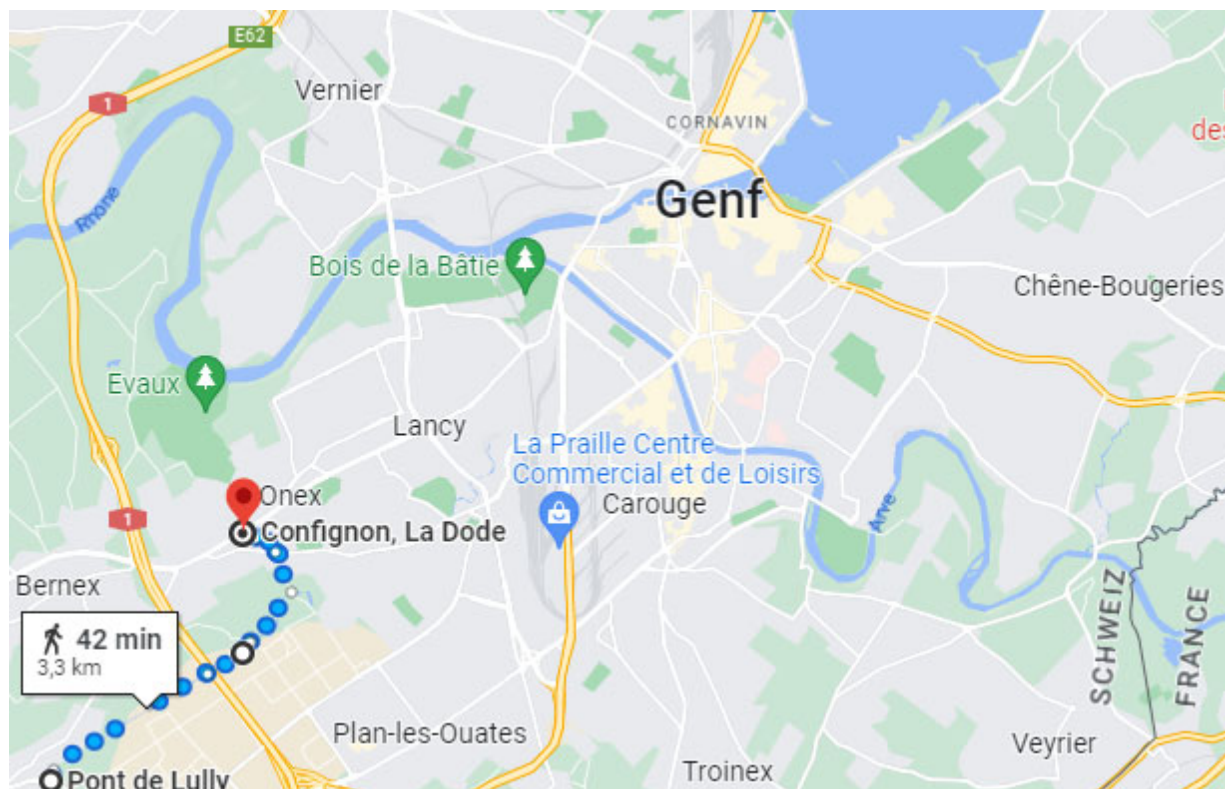 E62
Vernier
1
CORNAVIN
des
Rhone
Genf
Bois de la Bâtie
Chêne-Bougeries
Evaux
Lancy
La Praille Centre
Commercial et de Loisirs
Onex
Carouge
Arve
1
Confignon, La Dode
Bernex
SCHWEIZ
FRANCE
42 min
3,3 km
Plan-les-Ouates
Veyrier
Troinex
Pont de Lully